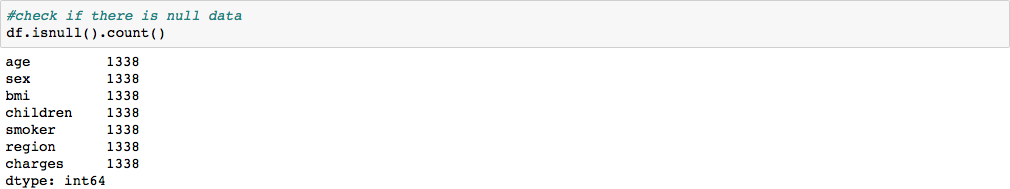 #check if there is null data
df.isnull().count()
age 1338
sex 1338
bmi 1338
children 1338
smoker 1338
region 1338
charges 1338
dtype: int64